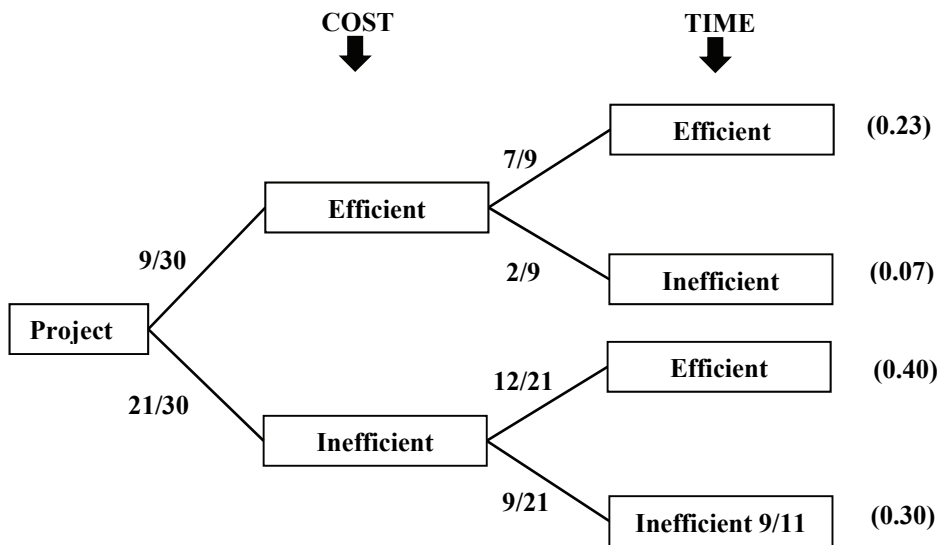 COST TIME
Efficient (0.23)
7/9
Efficient
9/30
2/9
Inefficient (0.07)
Project
Efficient (0.40)
12/21
21/30
Inefficient
9/21
Inefficient 9/11 (0.30)